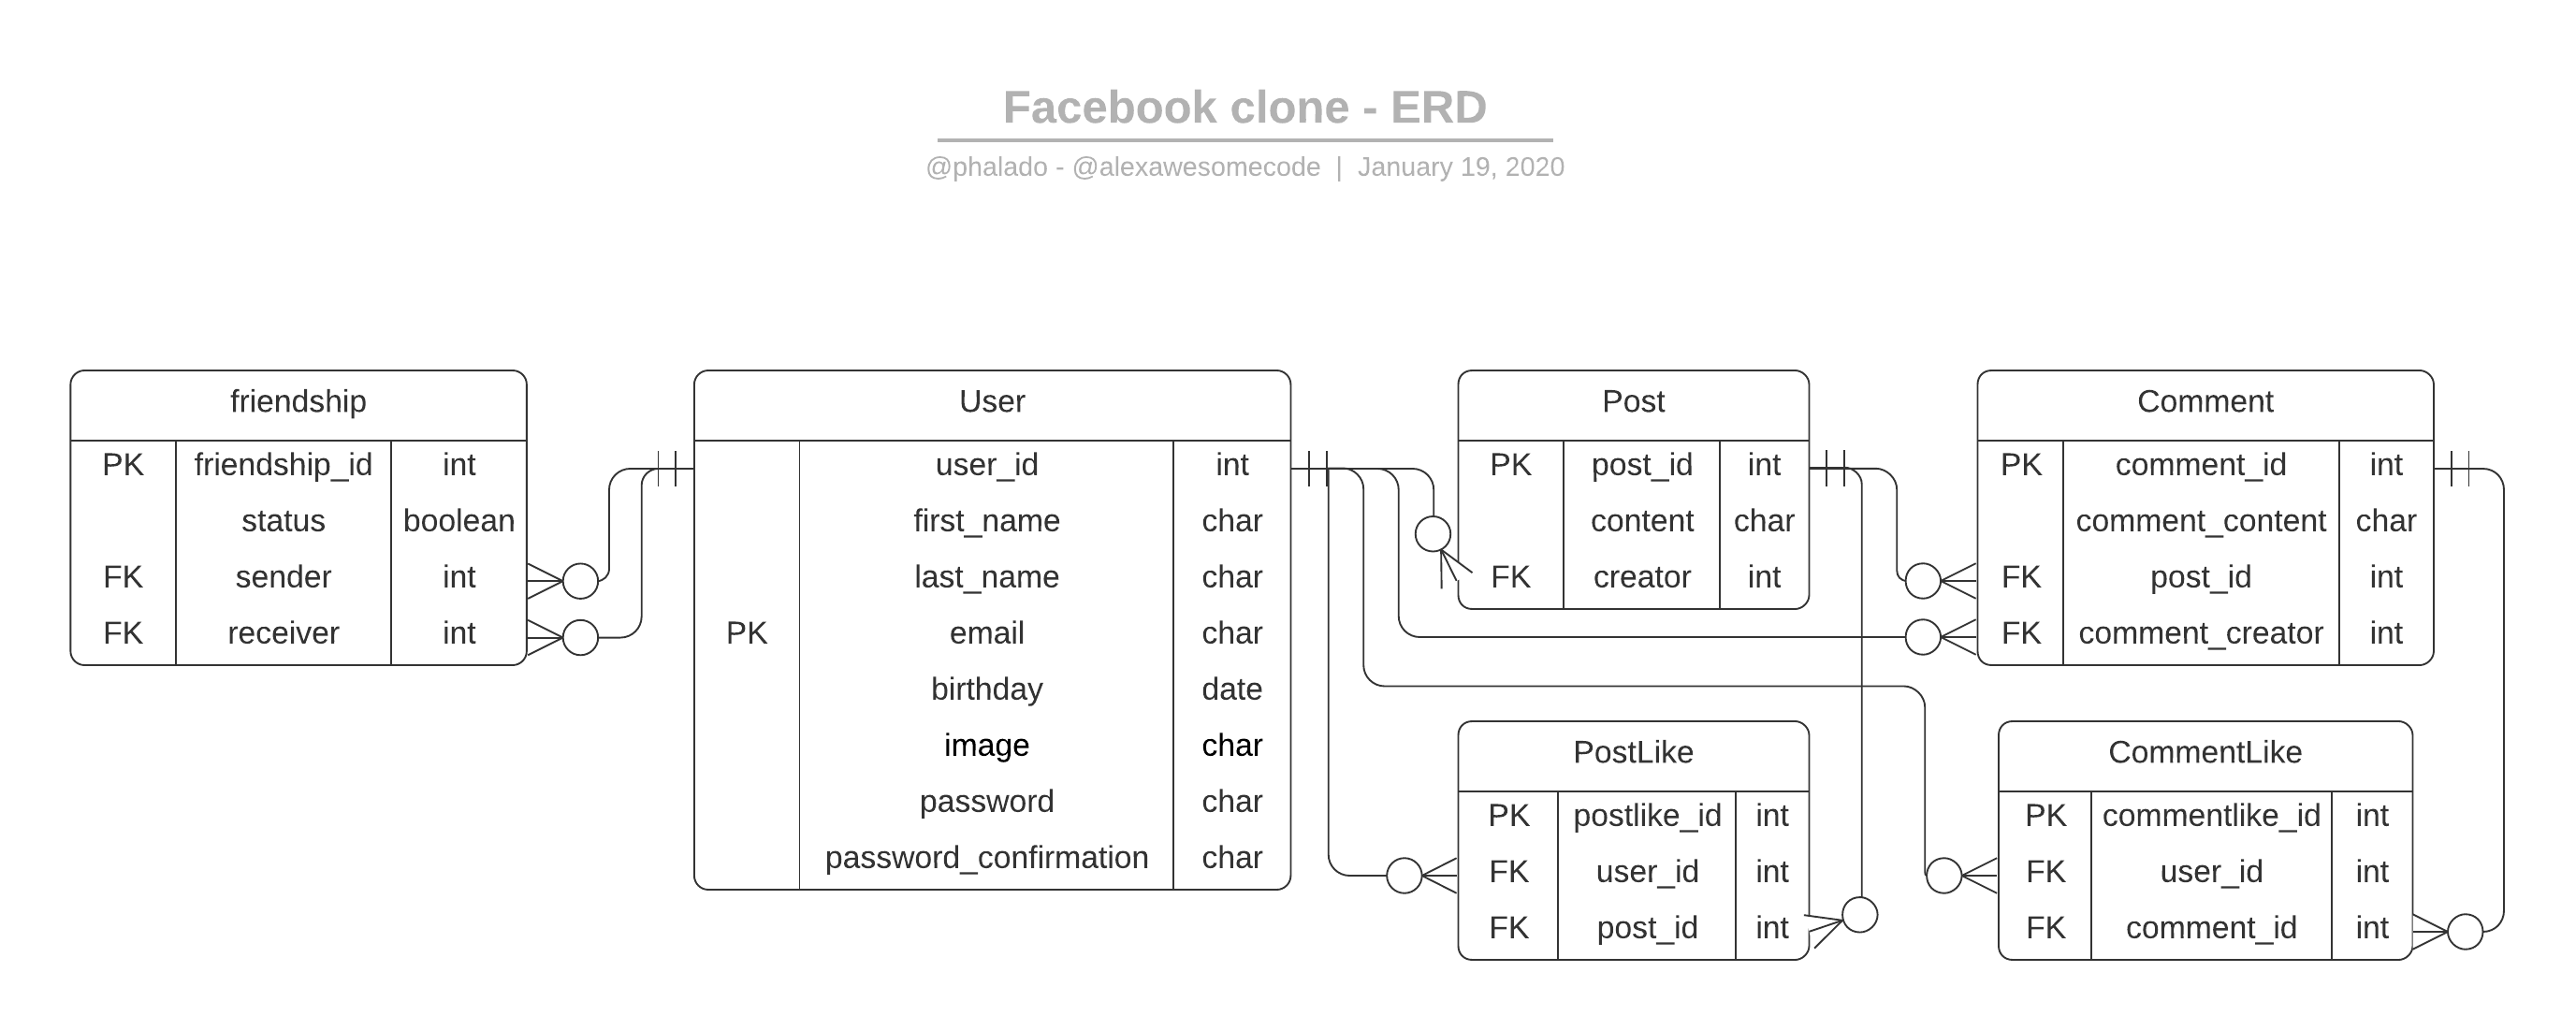 Facebook clone - ERD
@phalado - @alexawesomecode | January 19, 2020
friendship
PK friendship_id int
status boolean
FK sender int
FK receiver int
User
user_id int
first_name char
last_name char
PK email char
birthday date
image char
password char
password_confirmation char
Post
PK post_id int
content char
FK creator int
Comment
PK comment_id int
comment_content char
FK post_id int
FK comment_creator int
PostLike
PK postlike_id int
FK user_id int
FK post_id int
CommentLike
PK commentlike_id int
FK user_id int
FK comment_id int